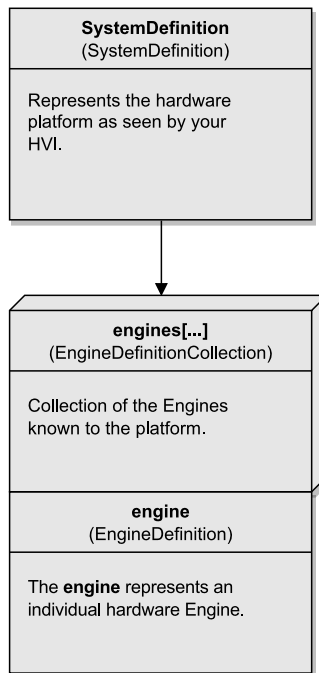 SystemDefinition
(SystemDefinition)
Represents the hardware
platform as seen by your
HVI.
engines[...]
(EngineDefinitionCollection)
Collection of the Engines
known to the platform.
engine
(EngineDefinition)
The engine represents an
individual hardware Engine.